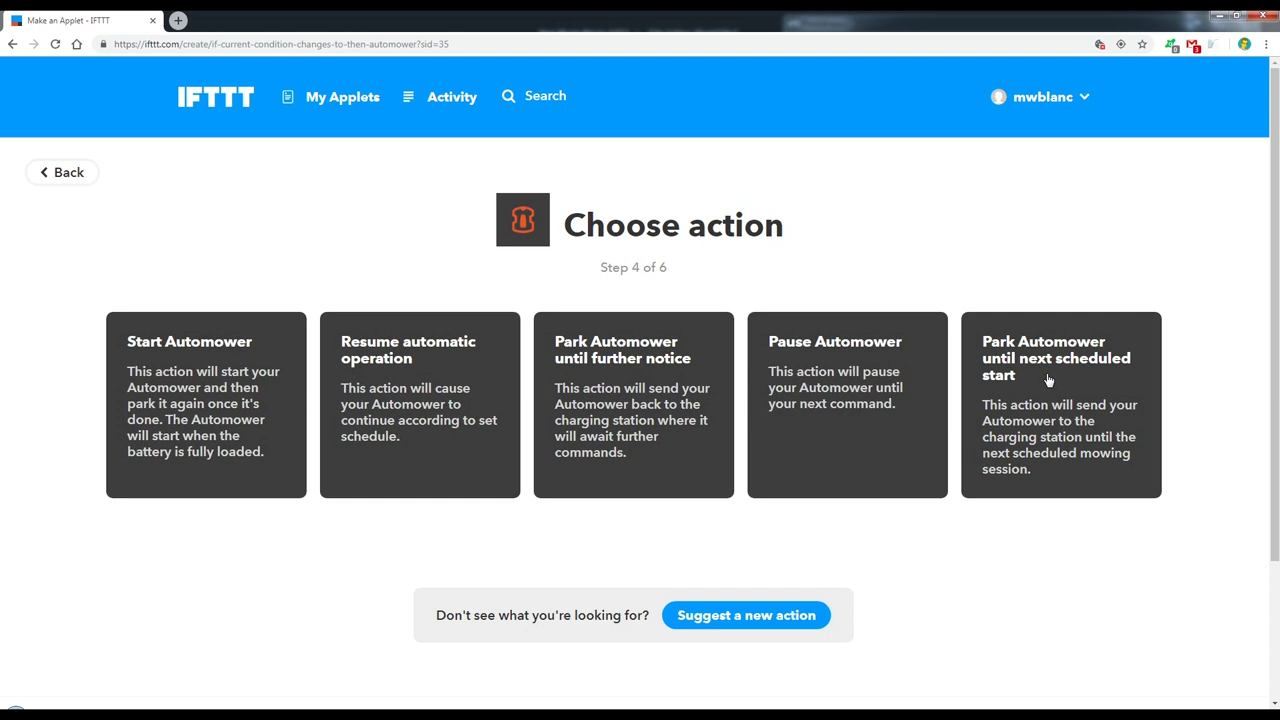 Make an Applet - IFTTT
https://ifttt.com/create/if-current-condition-changes-to-then-automower?sid=35
IFTTT
My Applets
Activity
Search
mwblanc
Back
Choose action
Step 4 of 6
Start Automower
This action will start your
Automower and then
park it again once it's
done. The Automower
will start when the
battery is fully loaded.
Resume automatic
operation
This action will cause
your Automower to
continue according to set
schedule.
Park Automower
until further notice
This action will send your
Automower back to the
charging station where it
will await further
commands.
Pause Automower
This action will pause
your Automower until
your next command.
Park Automower
until next scheduled
start
This action will send your
Automower to the
charging station until the
next scheduled mowing
session.
Don't see what you're looking for?
Suggest a new action